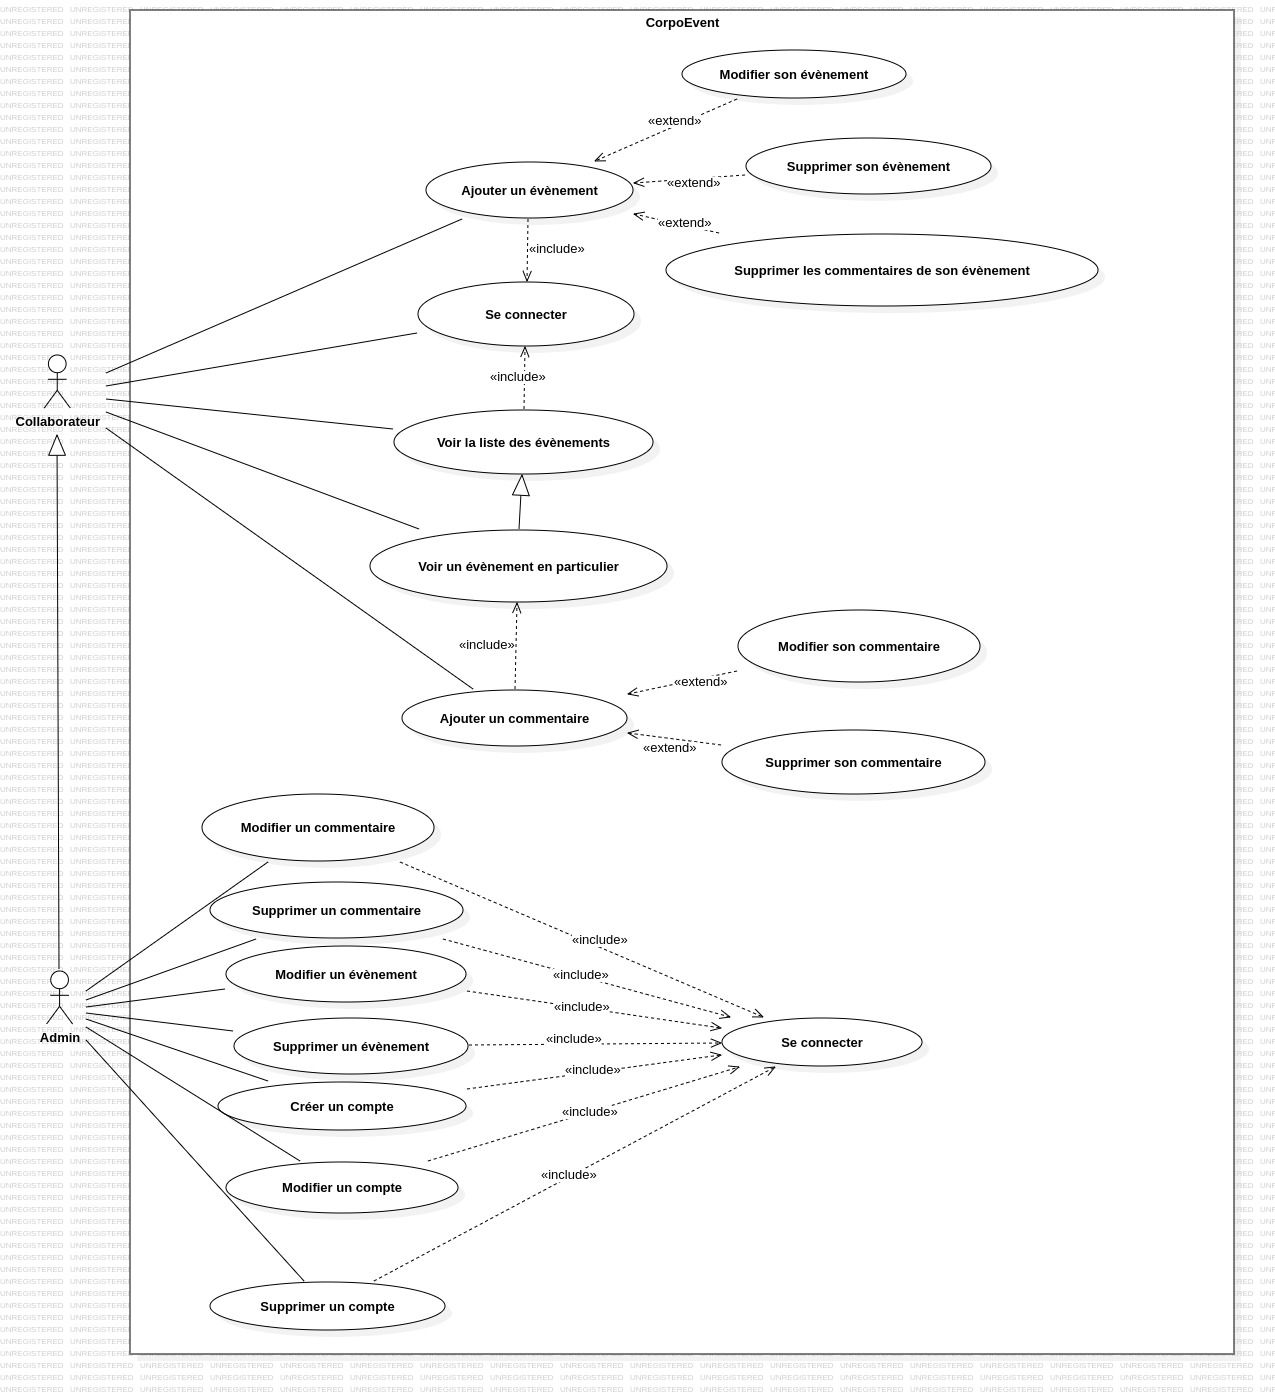 CorpoEvent
Modifier son évènement
«extend»
Supprimer son évènement
Ajouter un évènement
«extend»
«extend»
«include»
Supprimer les commentaires de son évènement
Se connecter
«include»
Collaborateur
Voir la liste des évènements
Voir un évènement en particulier
«include»
Modifier son commentaire
«extend»
Ajouter un commentaire
«extend»
Supprimer son commentaire
Modifier un commentaire
Supprimer un commentaire
«include»
Modifier un évènement
«include»
«include»
Admin
Supprimer un évènement
«include»
Se connecter
«include»
Créer un compte
«include»
«include»
Modifier un compte
Supprimer un compte
UNREGISTERED